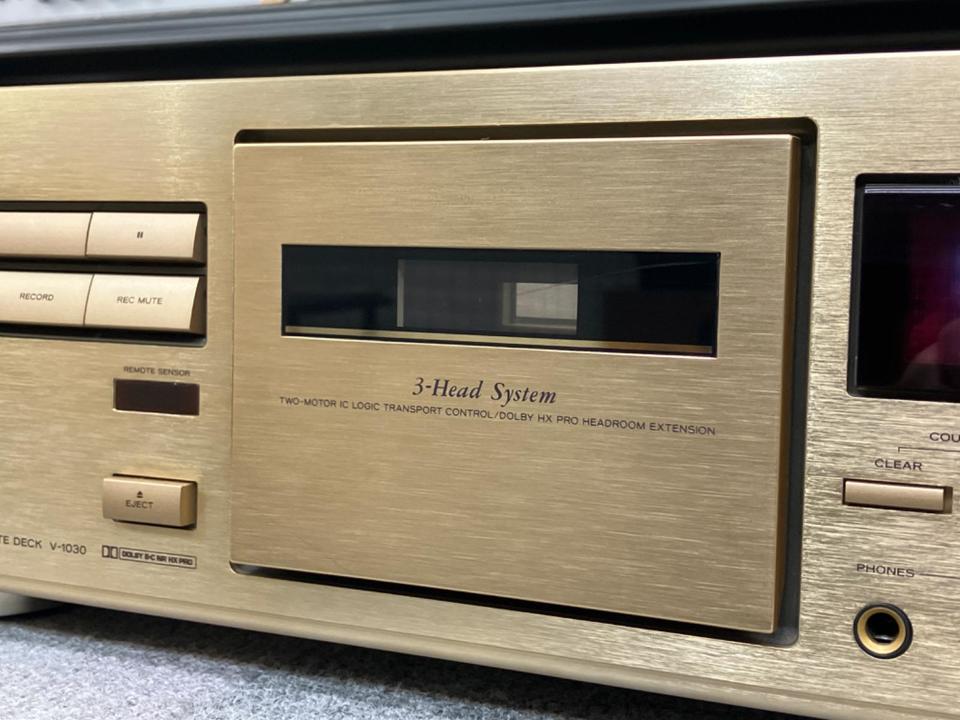 RECORD
REC MUTE
REMOTE SENSOR
EJECT
TE DECK V-1030
DOLBY B-C NR HX PRO
3-Head System
TWO-MOTOR IC LOGIC TRANSPORT CONTROL/DOLBY HX PRO HEADROOM EXTENSION
COU
CLEAR
PHONES